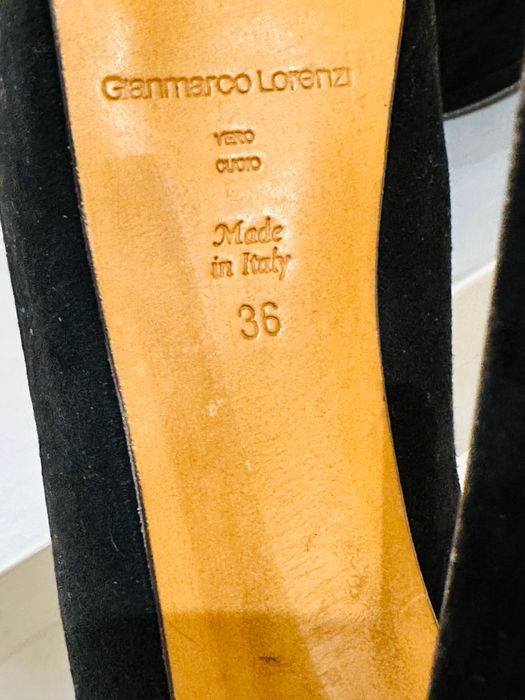 Gianmarco Lorenzi
VERO
CUOIO
Made
in Italy
36